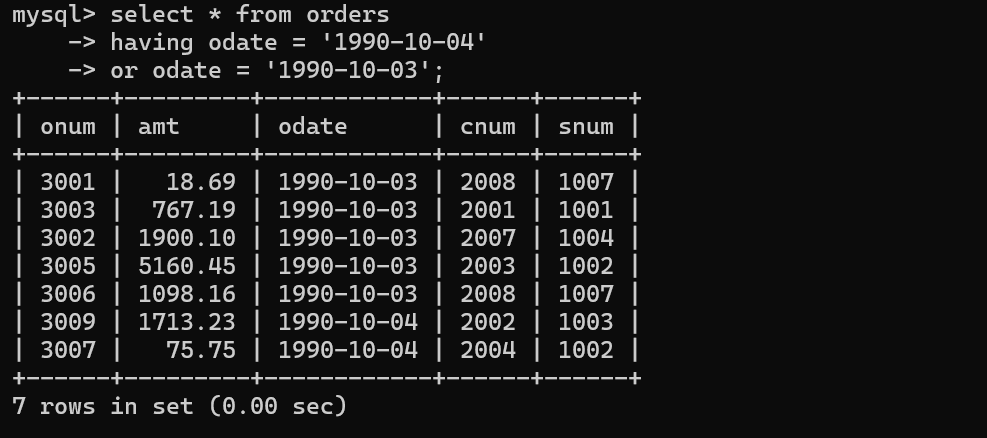 mysql> select * from orders
    -> having odate = '1990-10-04'
    -> or odate = '1990-10-03';
+------+---------+------------+------+------+
| onum | amt     | odate      | cnum | snum |
+------+---------+------------+------+------+
| 3001 |   18.69 | 1990-10-03 | 2008 | 1007 |
| 3003 |  767.19 | 1990-10-03 | 2001 | 1001 |
| 3002 | 1900.10 | 1990-10-03 | 2007 | 1004 |
| 3005 | 5160.45 | 1990-10-03 | 2003 | 1002 |
| 3006 | 1098.16 | 1990-10-03 | 2008 | 1007 |
| 3009 | 1713.23 | 1990-10-04 | 2002 | 1003 |
| 3007 |   75.75 | 1990-10-04 | 2004 | 1002 |
+------+---------+------------+------+------+
7 rows in set (0.00 sec)